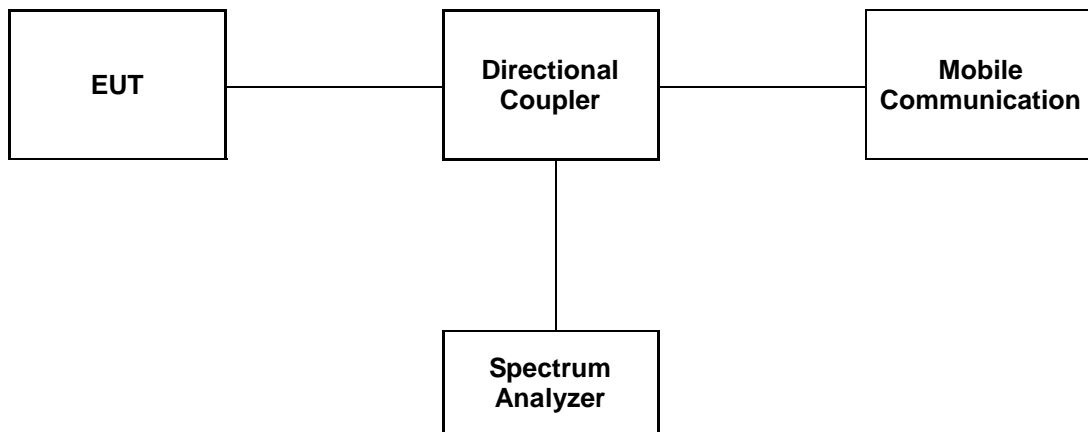 EUT
Directional
Coupler
Mobile
Communication
Spectrum
Analyzer